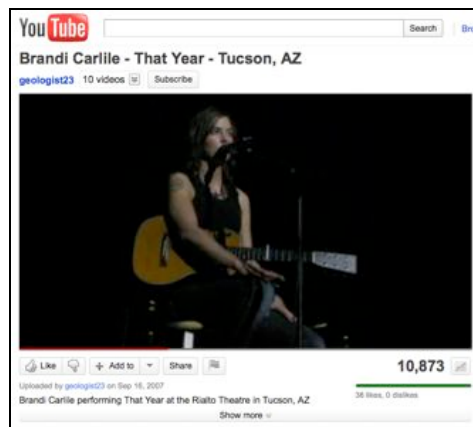 YouTube Search Bro
Brandi Carlile - That Year - Tucson, AZ
geologist23 10 videos Subscribe
Like Add to Share 10,873
Uploaded by geologist23 on Sep 16, 2007
38 likes, 0 dislikes
Brandi Carlile performing That Year at the Rialto Theatre in Tucson, AZ
Show more